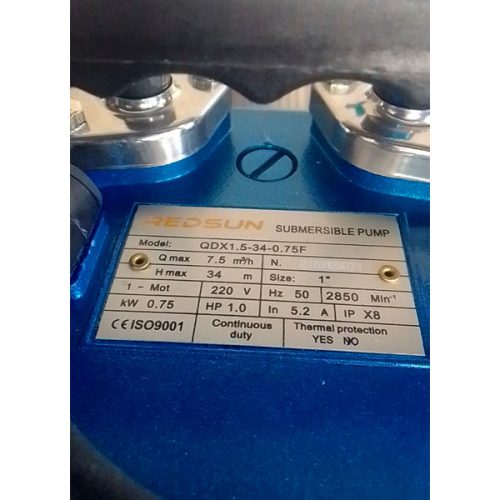 REDSUN SUBMERSIBLE PUMP
Model: QDX1.5-34-0.75F
Q max 7.5 m³/h N.
H max 34 m Size: 1"
1 - Mot 220 V Hz 50 2850 Min⁻¹
kW 0.75 HP 1.0 In 5.2 A IP X8
CE ISO9001 Continuous duty Thermal protection YES NO